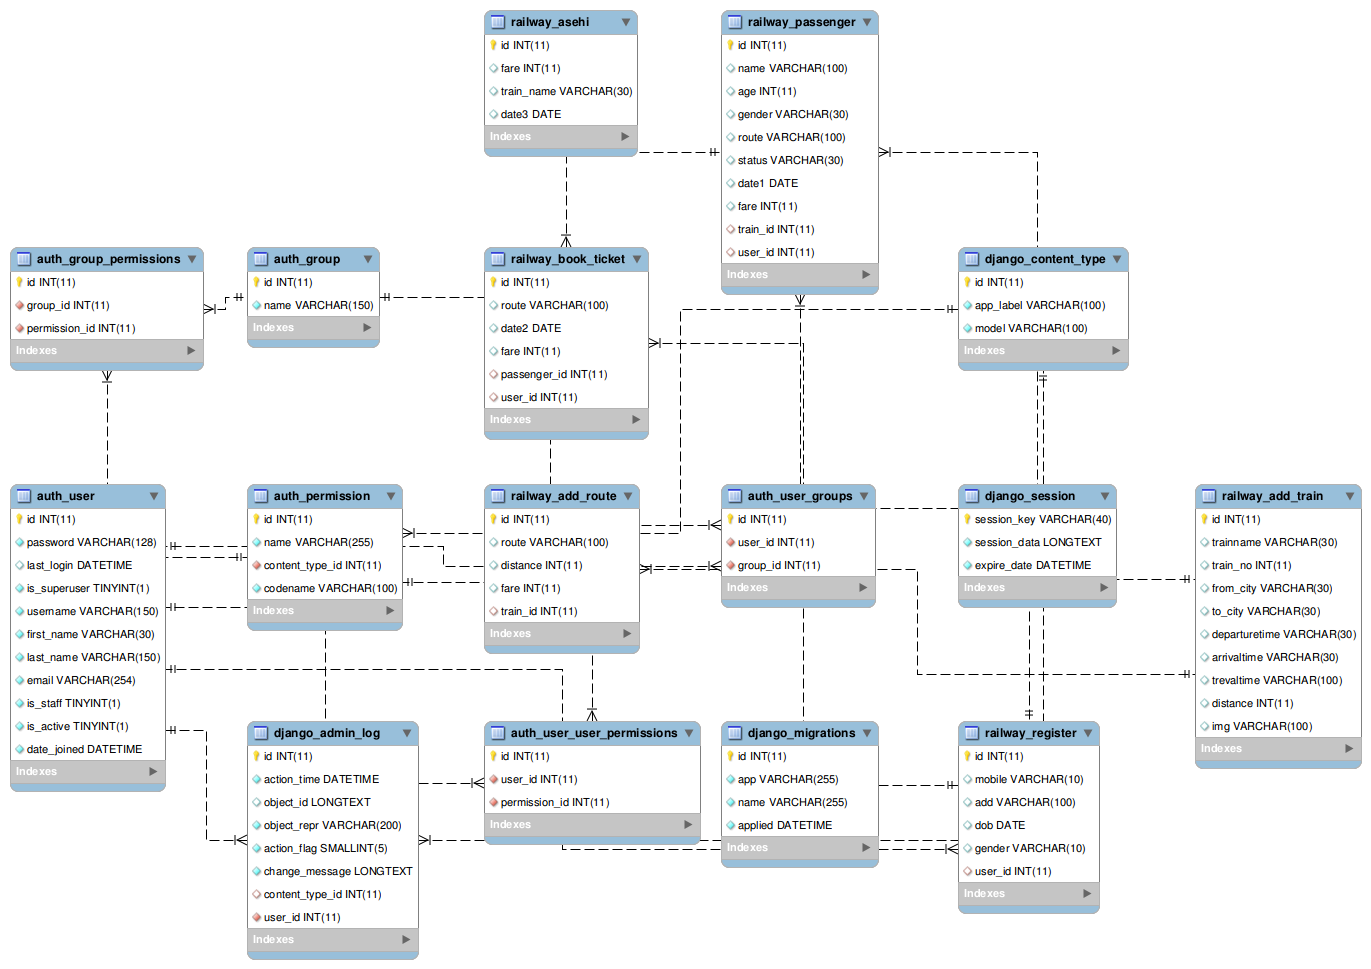 railway_asehi
id INT(11)
fare INT(11)
train_name VARCHAR(30)
date3 DATE
Indexes
railway_passenger
id INT(11)
name VARCHAR(100)
age INT(11)
gender VARCHAR(30)
route VARCHAR(100)
status VARCHAR(30)
date1 DATE
fare INT(11)
train_id INT(11)
user_id INT(11)
Indexes
auth_group_permissions
id INT(11)
group_id INT(11)
permission_id INT(11)
Indexes
auth_group
id INT(11)
name VARCHAR(150)
Indexes
railway_book_ticket
id INT(11)
route VARCHAR(100)
date2 DATE
fare INT(11)
passenger_id INT(11)
user_id INT(11)
Indexes
django_content_type
id INT(11)
app_label VARCHAR(100)
model VARCHAR(100)
Indexes
auth_user
id INT(11)
password VARCHAR(128)
last_login DATETIME
is_superuser TINYINT(1)
username VARCHAR(150)
first_name VARCHAR(30)
last_name VARCHAR(150)
email VARCHAR(254)
is_staff TINYINT(1)
is_active TINYINT(1)
date_joined DATETIME
Indexes
auth_permission
id INT(11)
name VARCHAR(255)
content_type_id INT(11)
codename VARCHAR(100)
Indexes
railway_add_route
id INT(11)
route VARCHAR(100)
distance INT(11)
fare INT(11)
train_id INT(11)
Indexes
auth_user_groups
id INT(11)
user_id INT(11)
group_id INT(11)
Indexes
django_session
session_key VARCHAR(40)
session_data LONGTEXT
expire_date DATETIME
Indexes
railway_add_train
id INT(11)
trainname VARCHAR(30)
train_no INT(11)
from_city VARCHAR(30)
to_city VARCHAR(30)
departuretime VARCHAR(30)
arrivaltime VARCHAR(30)
trevaltime VARCHAR(100)
distance INT(11)
img VARCHAR(100)
Indexes
django_admin_log
id INT(11)
action_time DATETIME
object_id LONGTEXT
object_repr VARCHAR(200)
action_flag SMALLINT(5)
change_message LONGTEXT
content_type_id INT(11)
user_id INT(11)
Indexes
auth_user_user_permissions
id INT(11)
user_id INT(11)
permission_id INT(11)
Indexes
django_migrations
id INT(11)
app VARCHAR(255)
name VARCHAR(255)
applied DATETIME
Indexes
railway_register
id INT(11)
mobile VARCHAR(10)
add VARCHAR(100)
dob DATE
gender VARCHAR(10)
user_id INT(11)
Indexes